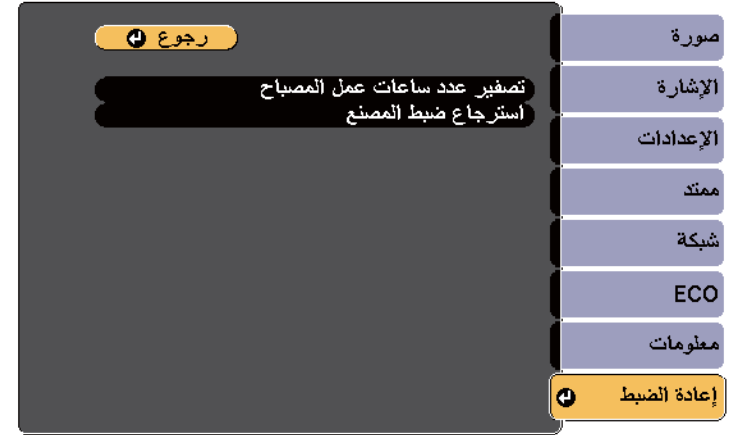 صورة
الإشارة
الإعدادات
ممتد
شبكة
ECO
معلومات
إعادة الضبط
رجوع
تصفير عدد ساعات عمل المصباح
استرجاع ضبط المصنع